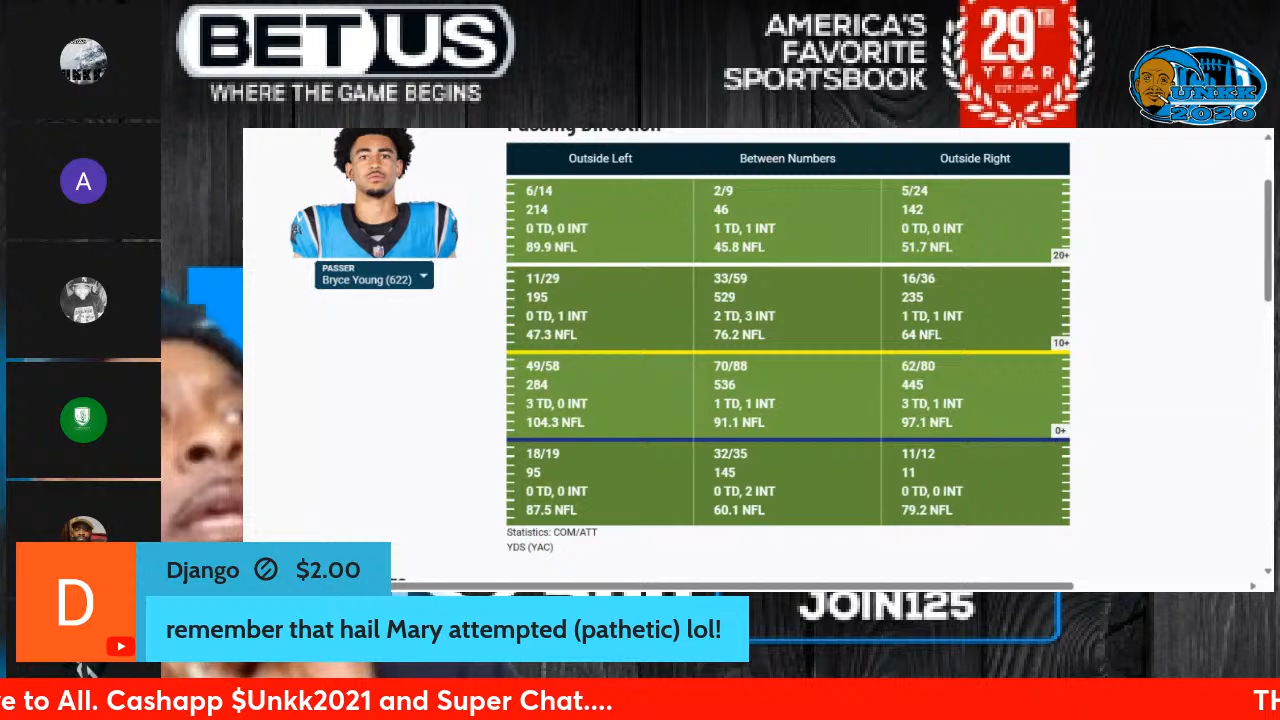 BETUS
WHERE THE GAME BEGINS
AMERICA'S
FAVORITE
SPORTSBOOK
29TH
YEAR
EST. 1994
UNKK
2020
Passing Direction
Outside Left Between Numbers Outside Right
6/14 2/9 5/24
214 46 142
0 TD, 0 INT 1 TD, 1 INT 0 TD, 0 INT
89.9 NFL 45.8 NFL 51.7 NFL
20+
11/29 33/59 16/36
195 529 235
0 TD, 1 INT 2 TD, 3 INT 1 TD, 1 INT
47.3 NFL 76.2 NFL 64 NFL
10+
49/58 70/88 62/80
284 536 445
3 TD, 0 INT 1 TD, 1 INT 3 TD, 1 INT
104.3 NFL 91.1 NFL 97.1 NFL
0+
18/19 32/35 11/12
95 145 11
0 TD, 0 INT 0 TD, 2 INT 0 TD, 0 INT
87.5 NFL 60.1 NFL 79.2 NFL
Statistics: COM/ATT
YDS (YAC)
PASSER
Bryce Young (622)
A
D
Django $2.00
remember that hail Mary attempted (pathetic) lol!
JOIN125
ve to All. Cashapp $Unkk2021 and Super Chat.... TH